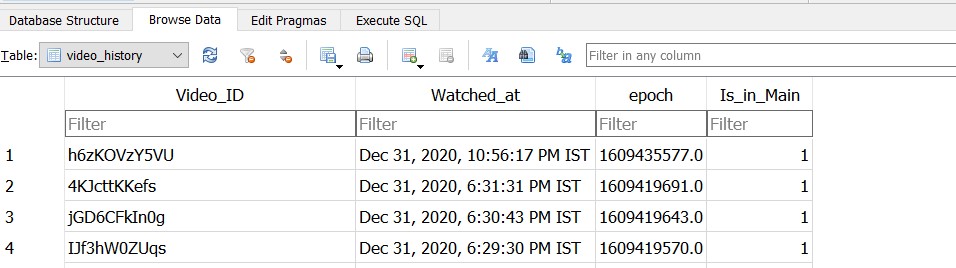 Database Structure Browse Data Edit Pragmas Execute SQL
Table: video_history Filter in any column
Video_ID Watched_at epoch Is_in_Main
Filter Filter Filter Filter
1 h6zKOVzY5VU Dec 31, 2020, 10:56:17 PM IST 1609435577.0 1
2 4KJcttKKefs Dec 31, 2020, 6:31:31 PM IST 1609419691.0 1
3 jGD6CFkIn0g Dec 31, 2020, 6:30:43 PM IST 1609419643.0 1
4 IJf3hW0ZUqs Dec 31, 2020, 6:29:30 PM IST 1609419570.0 1